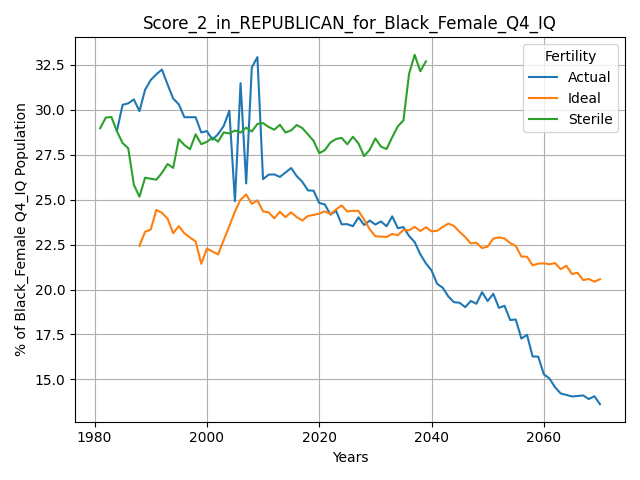 Score_2_in_REPUBLICAN_for_Black_Female_Q4_IQ
Fertility
Actual
Ideal
Sterile
% of Black_Female Q4_IQ Population
32.5
30.0
27.5
25.0
22.5
20.0
17.5
15.0
1980 2000 2020 2040 2060
Years